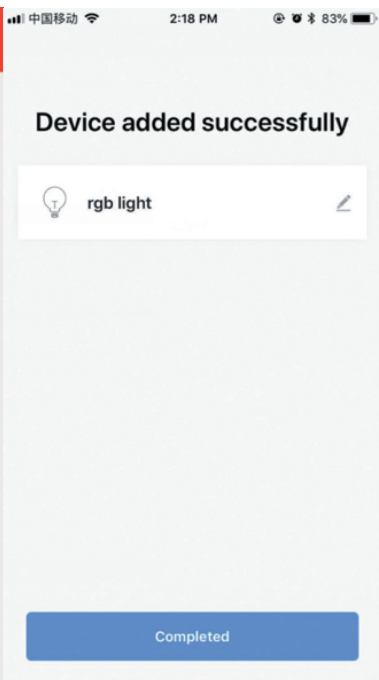 中国移动 2:18 PM 83%
Device added successfully
T rgb light
Completed